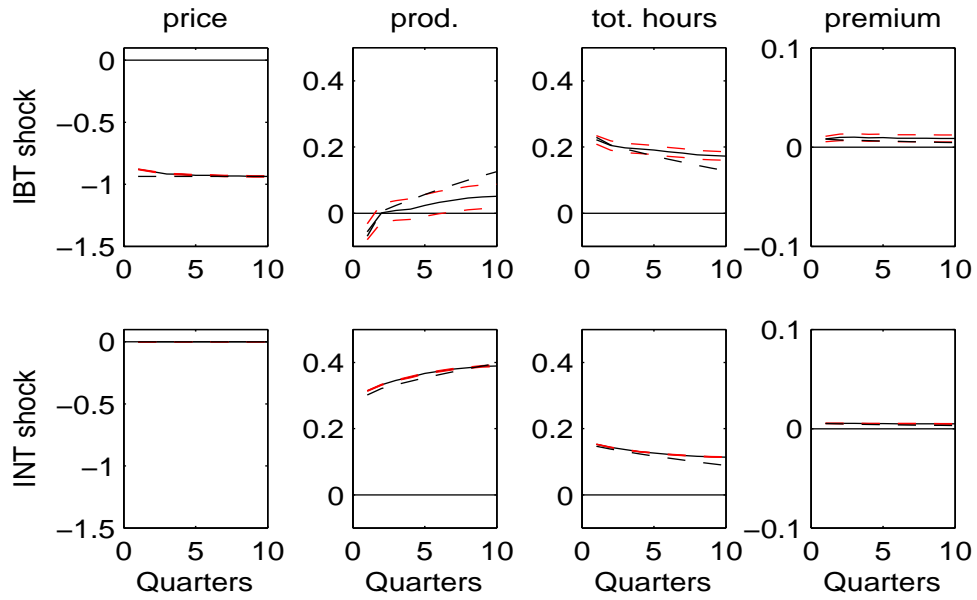 price prod. tot. hours premium
IBT shock
0 0.4 0.4 0.1
−0.5 0.2 0.2 0
−1 0 0
−1.5 −0.1
0 5 10 0 5 10 0 5 10 0 5 10
INT shock
0 0.4 0.4 0.1
−0.5 0.2 0.2 0
−1 0 0
−1.5 −0.1
0 5 10 0 5 10 0 5 10 0 5 10
Quarters Quarters Quarters Quarters